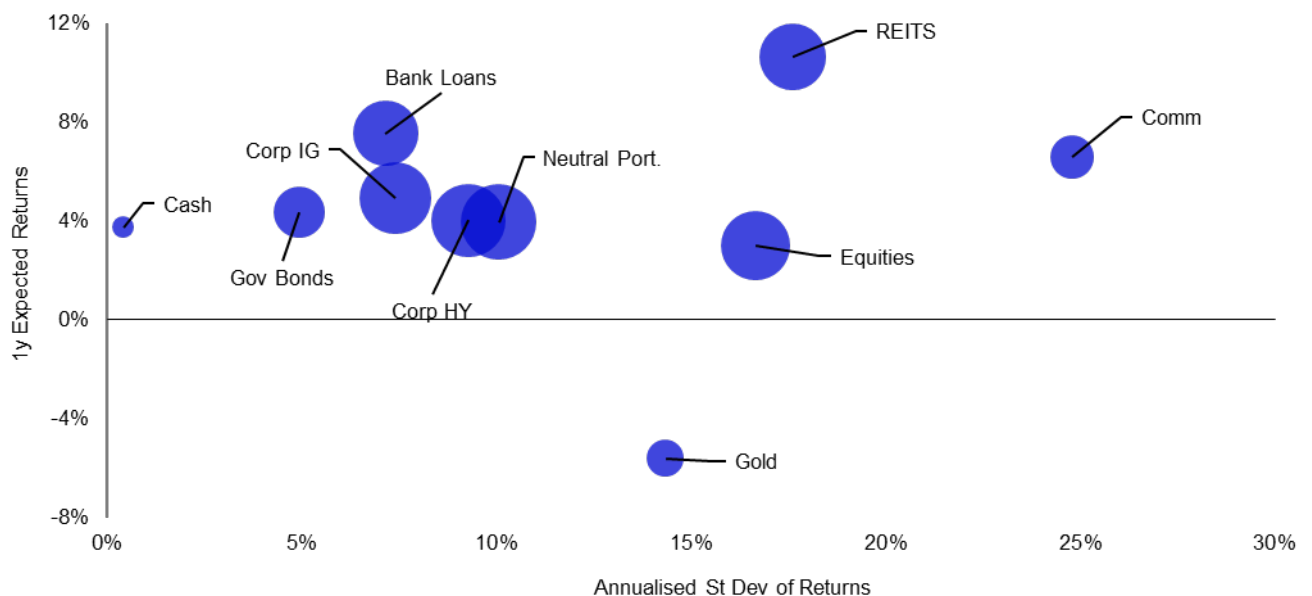 12%
REITS
Bank Loans
8%
Comm
Corp IG
Neutral Port.
4%
Cash
Equities
Gov Bonds
Corp HY
0%
-4%
Gold
-8%
0%
5%
10%
15%
20%
25%
30%
1y Expected Returns
Annualised St Dev of Returns